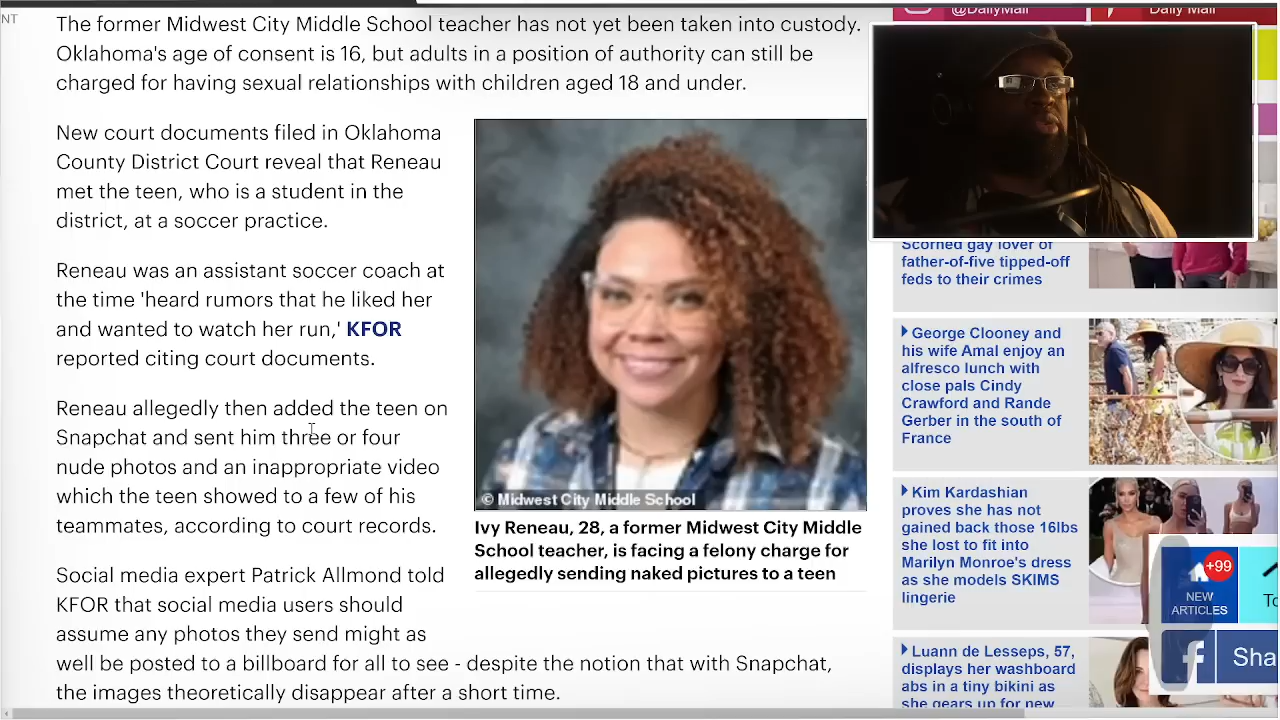 NT
The former Midwest City Middle School teacher has not yet been taken into custody.
Oklahoma's age of consent is 16, but adults in a position of authority can still be
charged for having sexual relationships with children aged 18 and under.
New court documents filed in Oklahoma
County District Court reveal that Reneau
met the teen, who is a student in the
district, at a soccer practice.
Reneau was an assistant soccer coach at
the time 'heard rumors that he liked her
and wanted to watch her run,' KFOR
reported citing court documents.
Reneau allegedly then added the teen on
Snapchat and sent him three or four
nude photos and an inappropriate video
which the teen showed to a few of his
teammates, according to court records.
Social media expert Patrick Allmond told
KFOR that social media users should
assume any photos they send might as
well be posted to a billboard for all to see - despite the notion that with Snapchat,
the images theoretically disappear after a short time.
© Midwest City Middle School
Ivy Reneau, 28, a former Midwest City Middle
School teacher, is facing a felony charge for
allegedly sending naked pictures to a teen
@DailyMail
Daily Mail
Scorned gay lover of
father-of-five tipped-off
feds to their crimes
George Clooney and
his wife Amal enjoy an
alfresco lunch with
close pals Cindy
Crawford and Rande
Gerber in the south of
France
Kim Kardashian
proves she has not
gained back those 16lbs
she lost to fit into
Marilyn Monroe's dress
as she models SKIMS
lingerie
Luann de Lesseps, 57,
displays her washboard
abs in a tiny bikini as
she gears up for new
+99
NEW
ARTICLES
To
f Sha